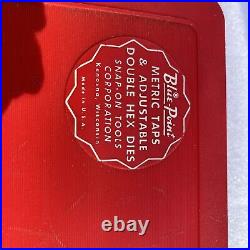 Blue-Point®
METRIC TAPS
& ADJUSTABLE
DOUBLE HEX DIES
SNAP-ON TOOLS
CORPORATION
Kenosha, Wisconsin
Made in U.S.A.